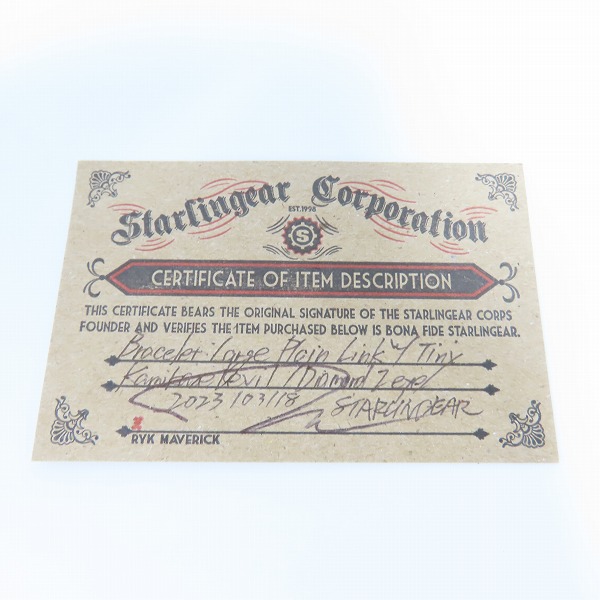 Starlingear Corporation
EST. 1998
S
CERTIFICATE OF ITEM DESCRIPTION
THIS CERTIFICATE BEARS THE ORIGINAL SIGNATURE OF THE STARLINGEAR CORPS
FOUNDER AND VERIFIES THE ITEM PURCHASED BELOW IS BONA FIDE STARLINGEAR.
Bracelet: Large Plain Link w/ Tiny
Kamikaze Devil / Diamond
2023/03/18 STARLINGEAR
RYK MAVERICK